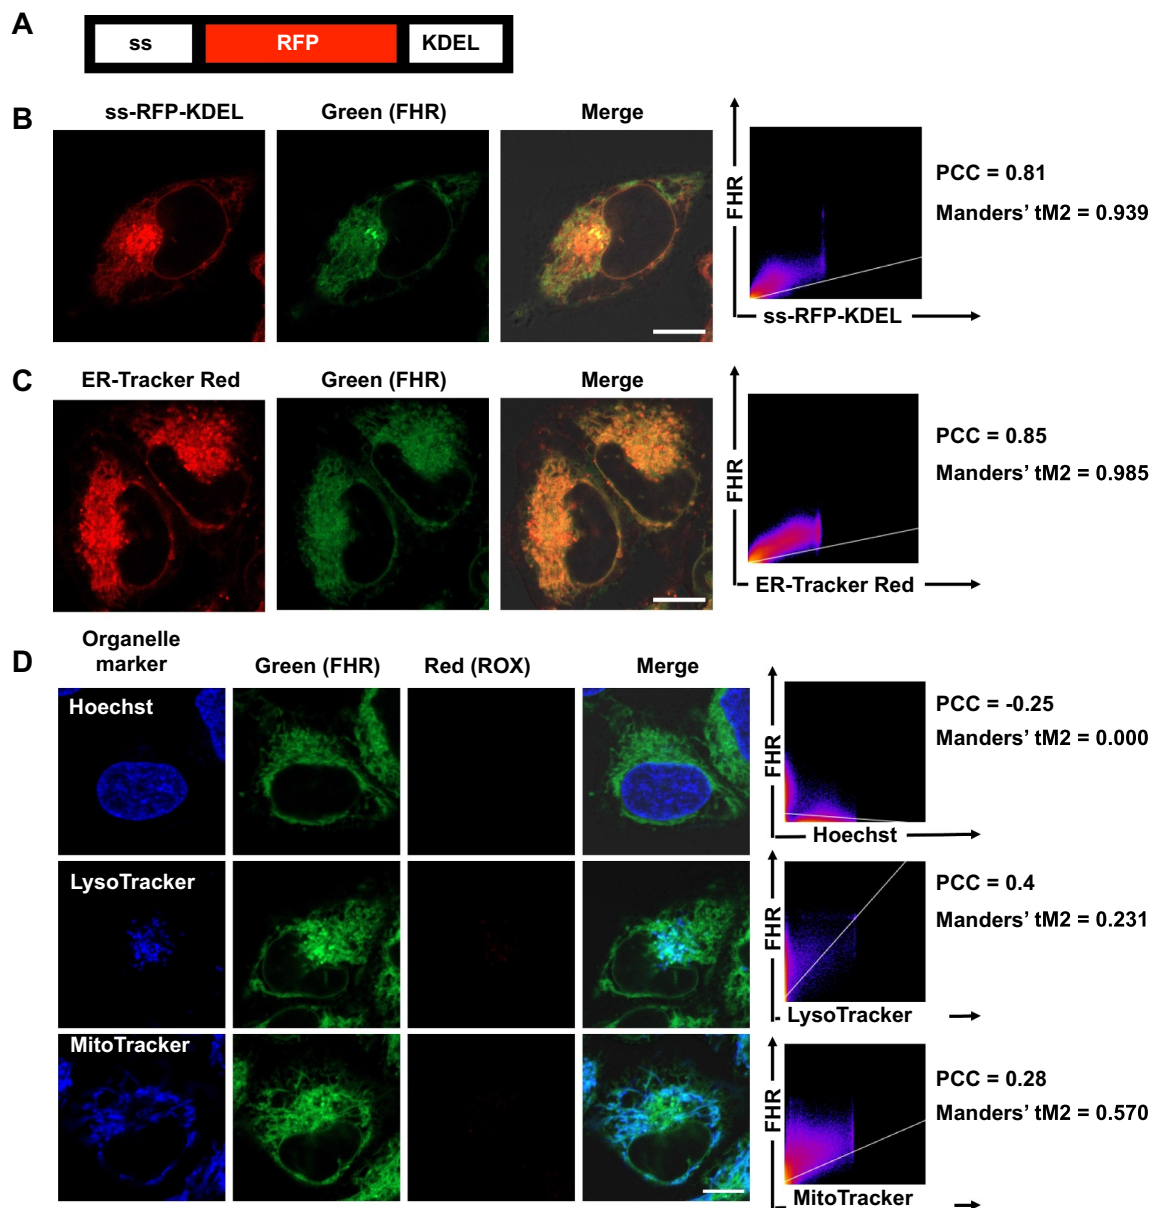 A
ss RFP KDEL
B
ss-RFP-KDEL Green (FHR) Merge
FHR
ss-RFP-KDEL
PCC = 0.81
Manders’ tM2 = 0.939
C
ER-Tracker Red Green (FHR) Merge
FHR
ER-Tracker Red
PCC = 0.85
Manders’ tM2 = 0.985
D
Organelle
marker
Green (FHR) Red (ROX) Merge
Hoechst
FHR
Hoechst
PCC = -0.25
Manders’ tM2 = 0.000
LysoTracker
FHR
LysoTracker
PCC = 0.4
Manders’ tM2 = 0.231
MitoTracker
FHR
MitoTracker
PCC = 0.28
Manders’ tM2 = 0.570